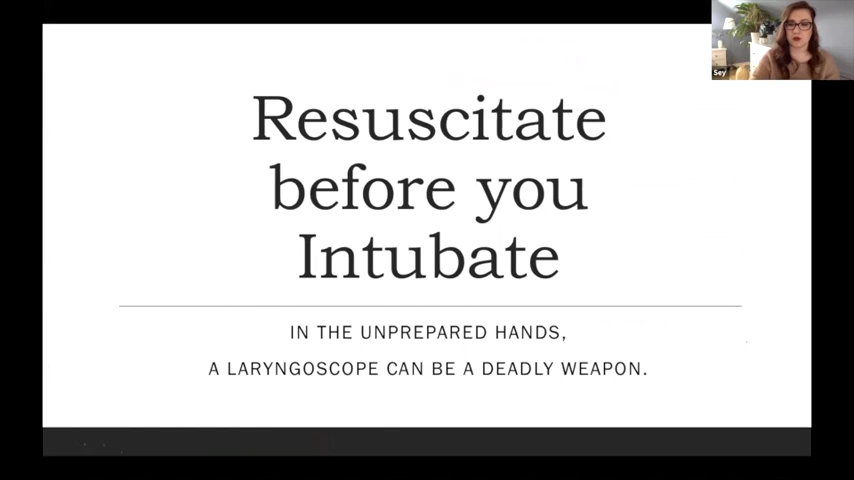 Resuscitate
before you
Intubate
IN THE UNPREPARED HANDS,
A LARYNGOSCOPE CAN BE A DEADLY WEAPON.
Sey